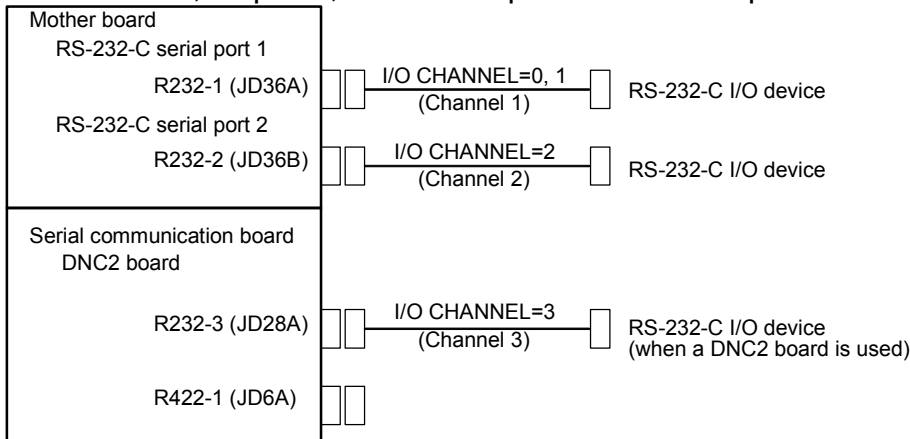 Mother board
RS-232-C serial port 1
R232-1 (JD36A)
I/O CHANNEL=0, 1
(Channel 1)
RS-232-C I/O device
RS-232-C serial port 2
R232-2 (JD36B)
I/O CHANNEL=2
(Channel 2)
RS-232-C I/O device
Serial communication board
DNC2 board
R232-3 (JD28A)
I/O CHANNEL=3
(Channel 3)
RS-232-C I/O device
(when a DNC2 board is used)
R422-1 (JD6A)